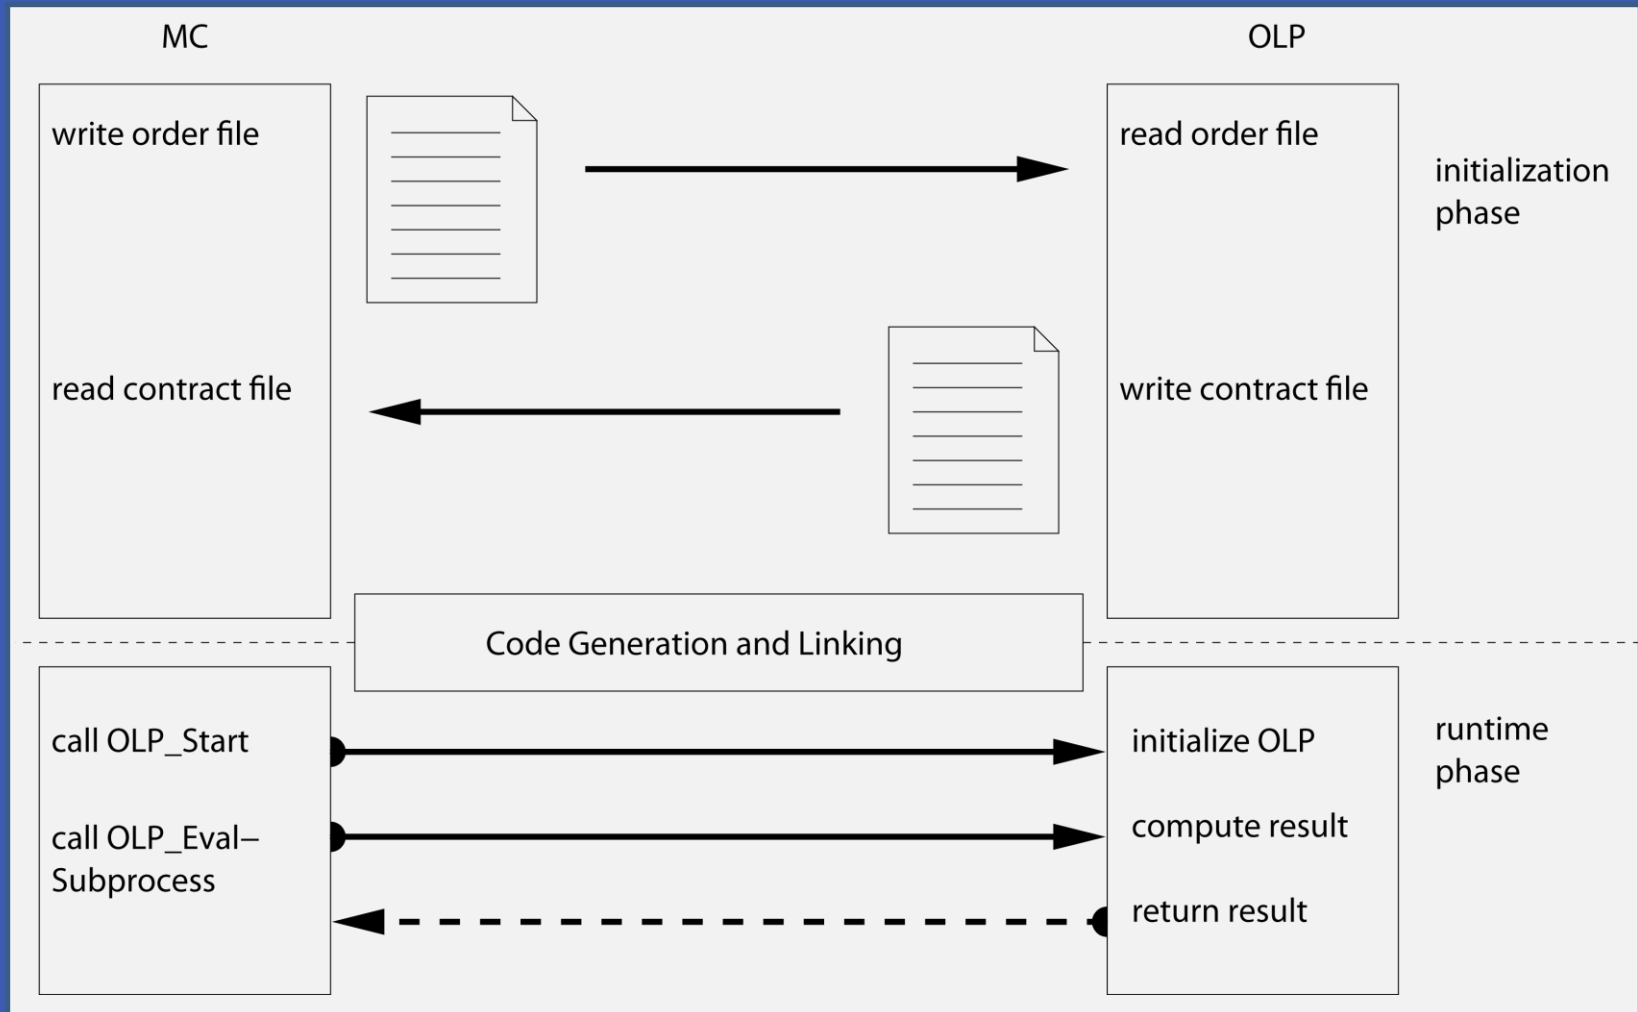 MC
OLP
write order file
read order file
initialization
phase
read contract file
write contract file
Code Generation and Linking
call OLP_Start
initialize OLP
runtime
phase
call OLP_Eval–
Subprocess
compute result
return result